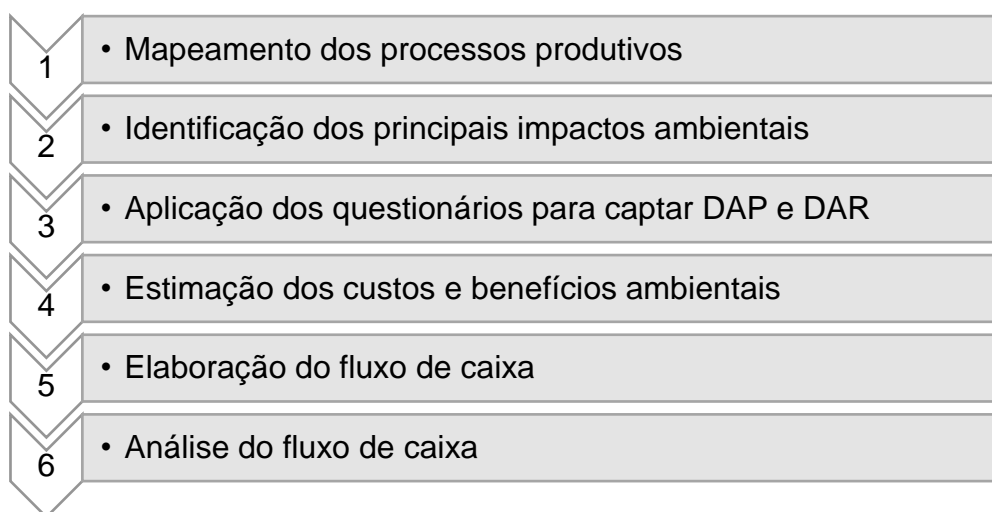 1 • Mapeamento dos processos produtivos
2 • Identificação dos principais impactos ambientais
3 • Aplicação dos questionários para captar DAP e DAR
4 • Estimação dos custos e benefícios ambientais
5 • Elaboração do fluxo de caixa
6 • Análise do fluxo de caixa